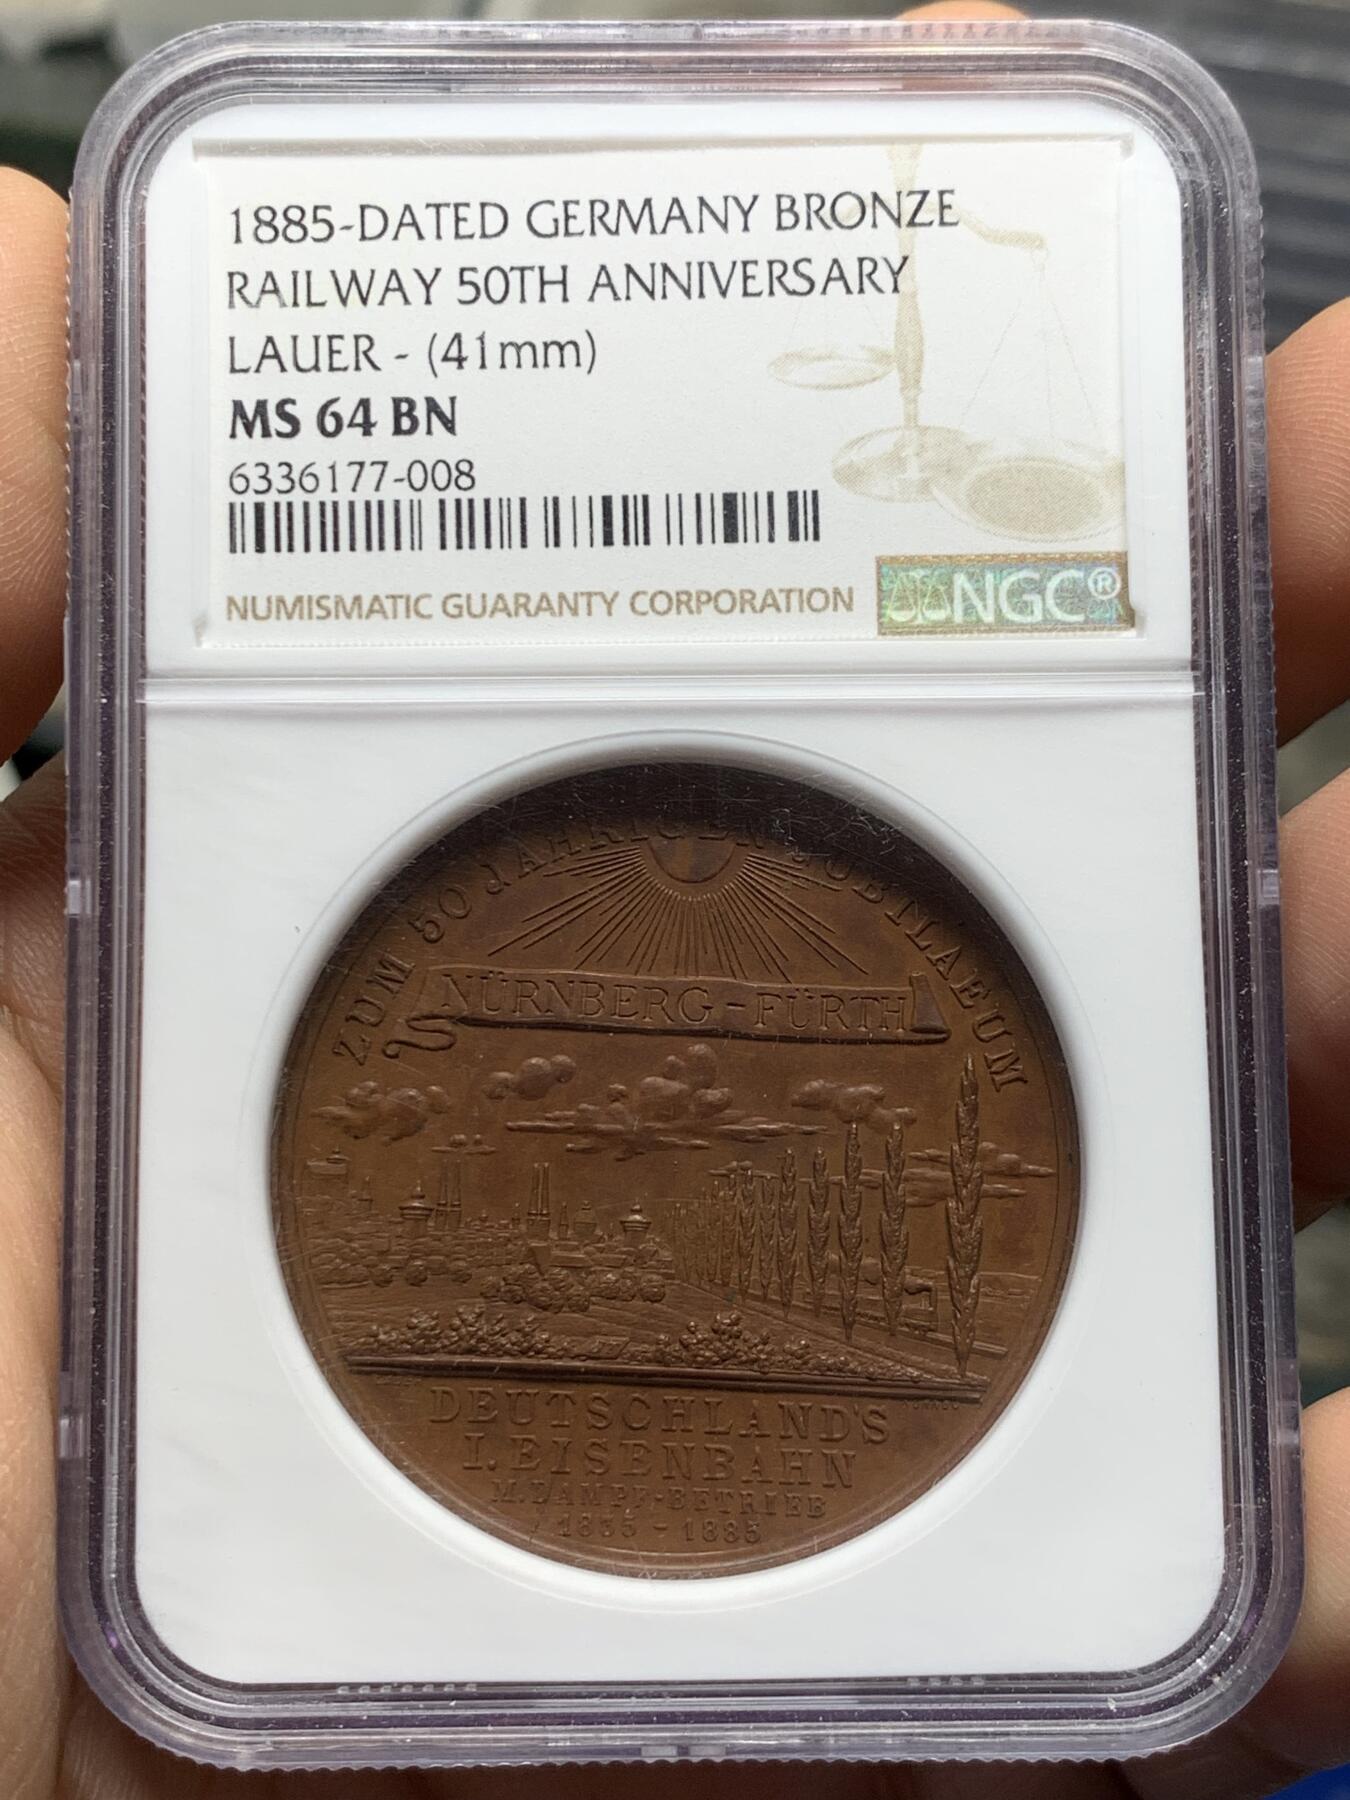 1885-DATED GERMANY BRONZE
RAILWAY 50TH ANNIVERSARY
LAUER - (41mm)
MS 64 BN
6336177-008
NUMISMATIC GUARANTY CORPORATION
NGC®
ZUM 50 JÄHRIGEN JUBILAEUM
NÜRNBERG-FÜRTH
DEUTSCHLAND'S
I. EISENBAHN
M. DAMPF-BETRIEB
1835 - 1885